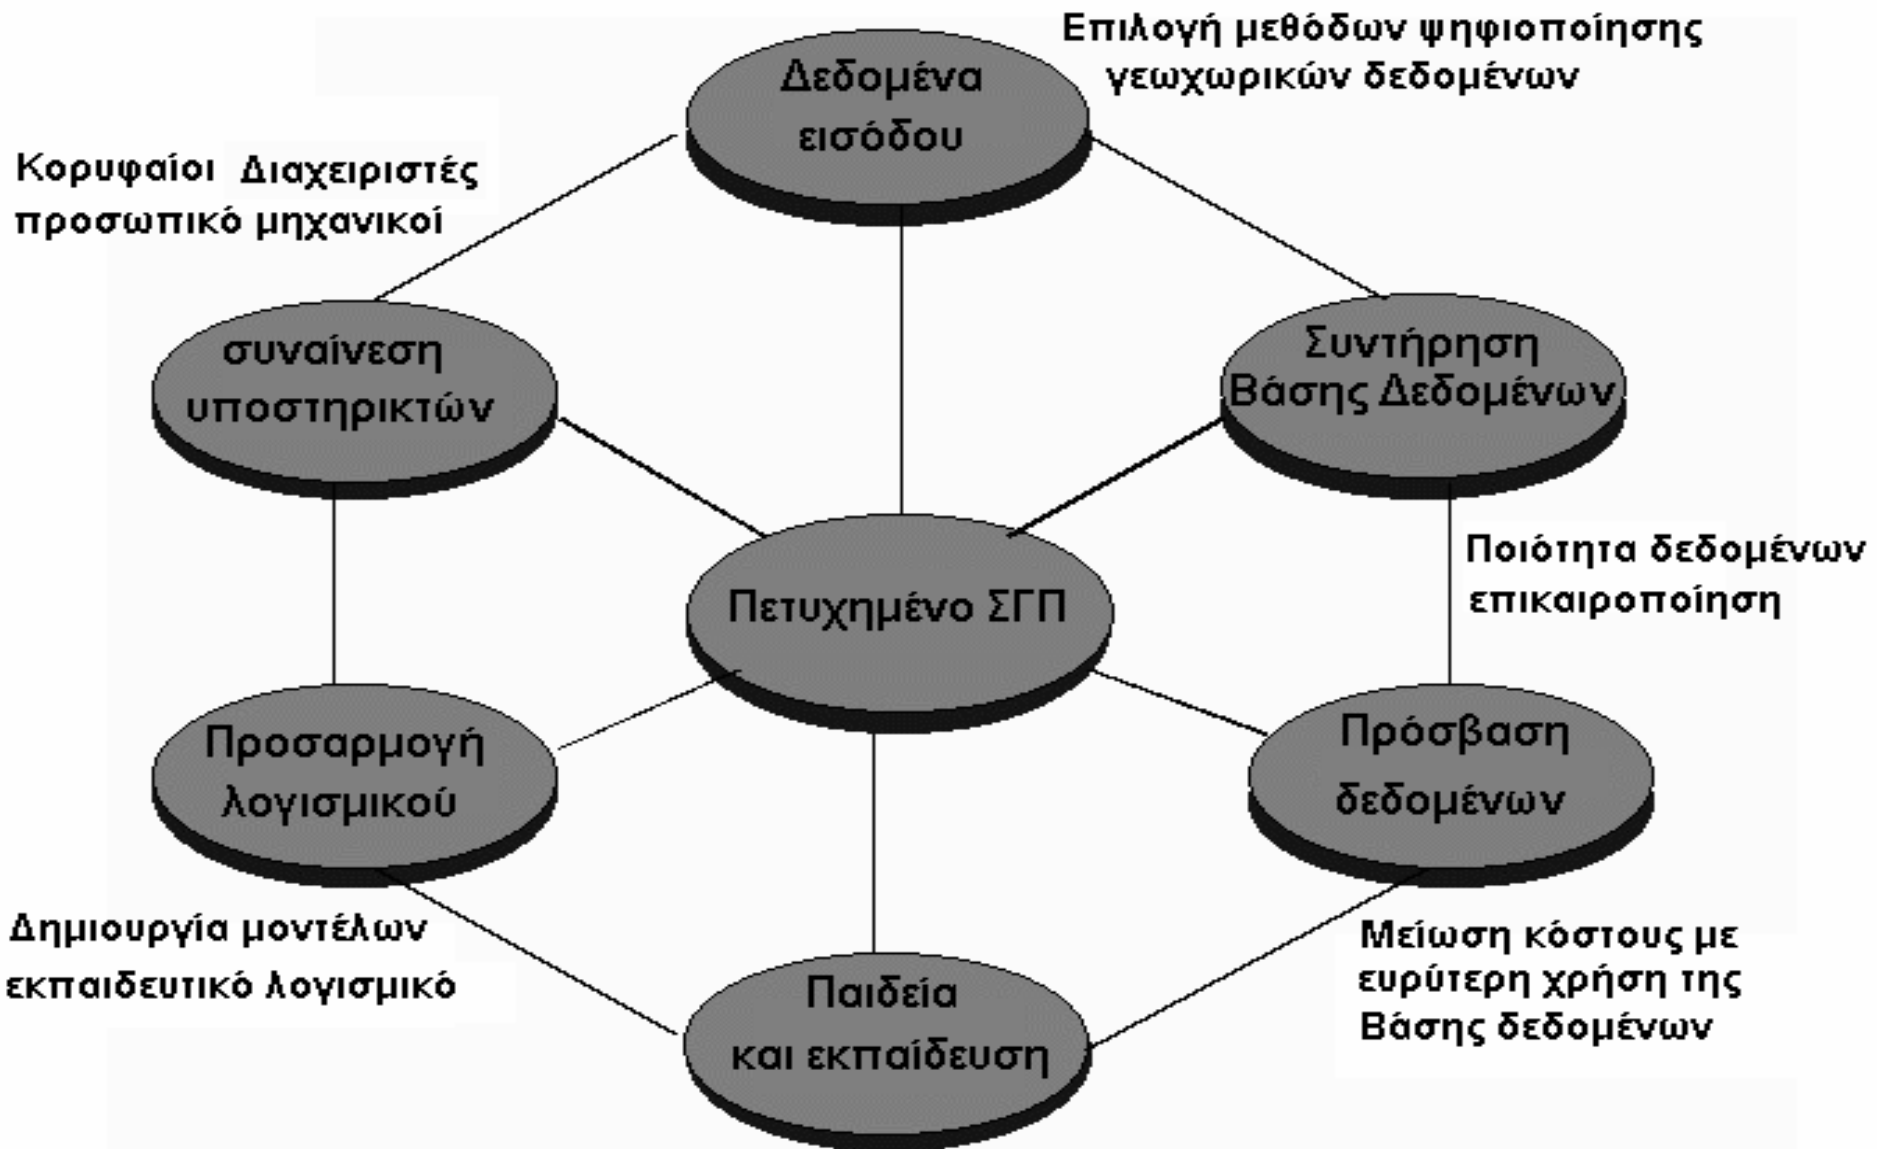 Επιλογή μεθόδων ψηφιοποίησης
γεωχωρικών δεδομένων
Δεδομένα
εισόδου
Κορυφαίοι Διαχειριστές
προσωπικό μηχανικοί
συναίνεση
υποστηρικτών
Συντήρηση
Βάσης Δεδομένων
Ποιότητα δεδομένων
επικαιροποίηση
Πετυχημένο ΣΓΠ
Προσαρμογή
λογισμικού
Πρόσβαση
δεδομένων
Δημιουργία μοντέλων
εκπαιδευτικό λογισμικό
Μείωση κόστους με
ευρύτερη χρήση της
Βάσης δεδομένων
Παιδεία
και εκπαίδευση